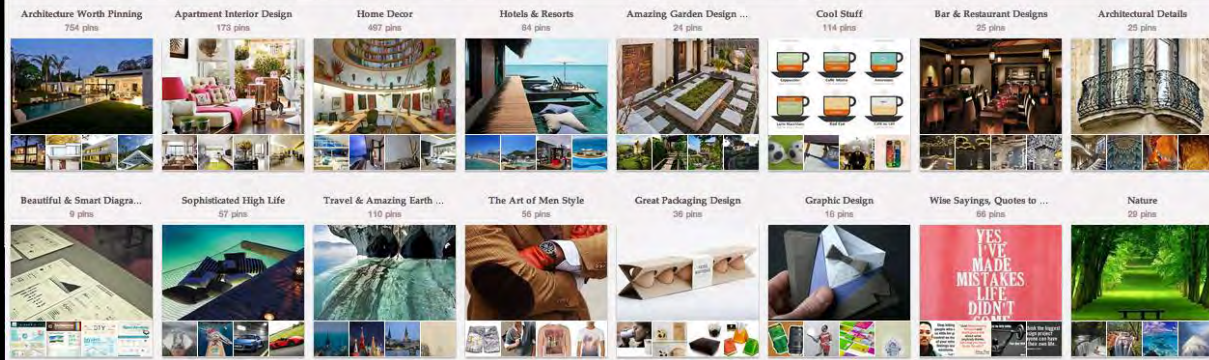 Architecture Worth Pinning
754 pins
Apartment Interior Design
173 pins
Home Decor
497 pins
Hotels & Resorts
84 pins
Amazing Garden Design ...
24 pins
Cool Stuff
114 pins
Bar & Restaurant Designs
25 pins
Architectural Details
25 pins
Beautiful & Smart Diagra...
9 pins
Sophisticated High Life
57 pins
Travel & Amazing Earth ...
110 pins
The Art of Men Style
56 pins
Great Packaging Design
36 pins
Graphic Design
16 pins
Wise Sayings, Quotes to ...
66 pins
YES,
I'VE
MADE
MISTAKES
LIFE
DIDN'T
Nature
29 pins